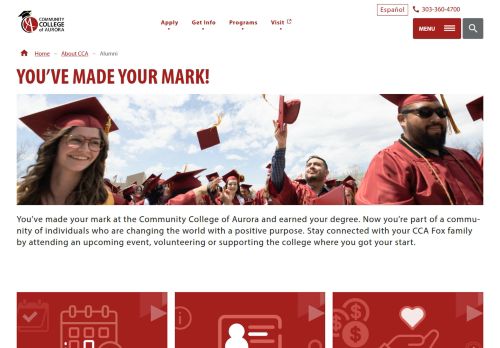 COMMUNITY
COLLEGE
of AURORA
Apply
Get Info
Programs
Visit
Español
303-360-4700
MENU
Home – About CCA – Alumni
YOU’VE MADE YOUR MARK!
You’ve made your mark at the Community College of Aurora and earned your degree. Now you’re part of a commu-
nity of individuals who are changing the world with a positive purpose. Stay connected with your CCA Fox family
by attending an upcoming event, volunteering or supporting the college where you got your start.